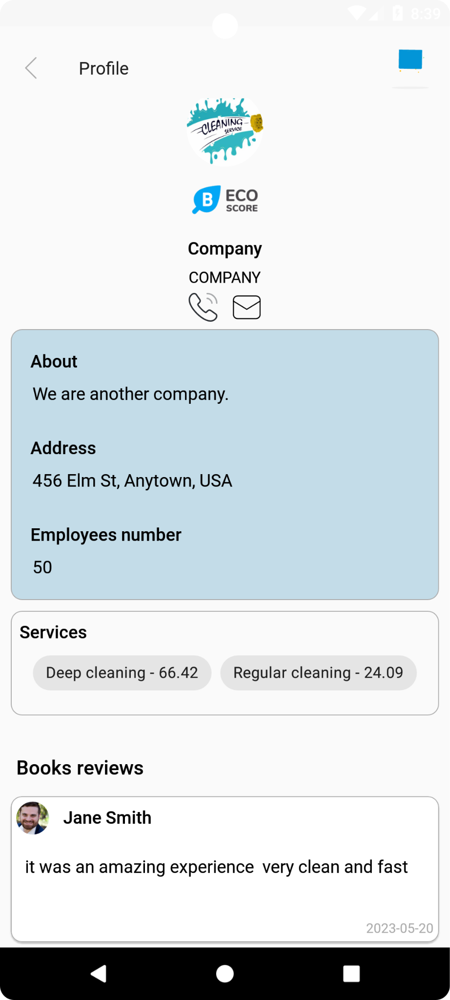 8:39
Profile
CLEANING
SERVICE
B ECO
SCORE
Company
COMPANY
About
We are another company.
Address
456 Elm St, Anytown, USA
Employees number
50
Services
Deep cleaning - 66.42 Regular cleaning - 24.09
Books reviews
Jane Smith
it was an amazing experience  very clean and fast
2023-05-20